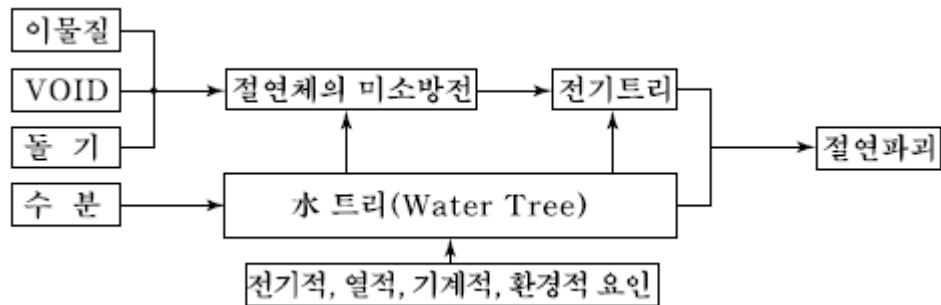 이물질
VOID
돌 기
수 분
절연체의 미소방전
전기트리
절연파괴
水 트리(Water Tree)
전기적, 열적, 기계적, 환경적 요인